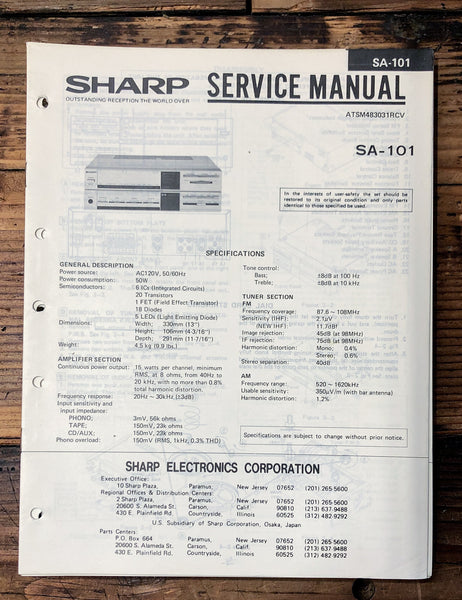 SA-101
SHARP SERVICE MANUAL
OUTSTANDING RECEPTION THE WORLD OVER
ATSM483031RCV
SA-101
In the interests of user-safety the set should be
restored to its original condition and only parts
identical to those specified be used.
SPECIFICATIONS
GENERAL DESCRIPTION
Power source: AC120V, 50/60Hz
Power consumption: 50W
Semiconductors: 6 ICs (Integrated Circuits)
20 Transistors
1 FET (Field Effect Transistor)
18 Diodes
5 LED (Light Emitting Diode)
Dimensions: Width; 330mm (13")
Height; 106mm (4-3/16")
Depth; 291mm (11-7/16")
Weight: 4.5 kg (9.9 lbs.)
AMPLIFIER SECTION
Continuous power output: 15 watts per channel, minimum
RMS, at 8 ohms, from 40Hz to
20 kHz, with no more than 0.8%
total harmonic distortion.
Frequency response: 20Hz ~ 30kHz (±3dB)
Input sensitivity and
input impedance:
PHONO; 3mV, 56k ohms
TAPE; 150mV, 23k ohms
CD/AUX; 150mV, 23k ohms
Phono overload: 150mV (RMS, 1kHz, 0.3% THD)
Tone control:
Bass; ±8dB at 100 Hz
Treble; ±8dB at 10 kHz
TUNER SECTION
FM
Frequency coverage: 87.6 ~ 108MHz
Sensitivity (IHF): 2.1µV
(NEW IHF) 11.7dBf
Image rejection: 45dB (at 98MHz)
IF rejection: 75dB (at 98MHz)
Harmonic distortion: Mono; 0.4%
Stereo; 0.6%
Stereo separation: 40dB
AM
Frequency range: 520 ~ 1620kHz
Usable sensitivity: 350µV/m (with bar antenna)
Harmonic distortion: 1.2%
Specifications are subject to change without prior notice.
SHARP ELECTRONICS CORPORATION
Executive Office:
10 Sharp Plaza, Paramus, New Jersey 07652 (201) 265-5600
Regional Offices & Distribution Centers:
2 Sharp Plaza, Paramus, New Jersey 07652 (201) 265-5600
20600 S. Alameda St. Carson, Calif. 90810 (213) 637-9488
430 E. Plainfield Rd. Countryside, Illinois 60525 (312) 482-9292
U.S. Subsidiary of Sharp Corporation, Osaka, Japan
Parts Centers:
P.O. Box 664 Paramus, New Jersey 07652 (201) 265-5600
20600 S. Alameda St. Carson, Calif. 90810 (213) 637-9488
430 E. Plainfield Rd. Countryside, Illinois 60525 (312) 482-9292